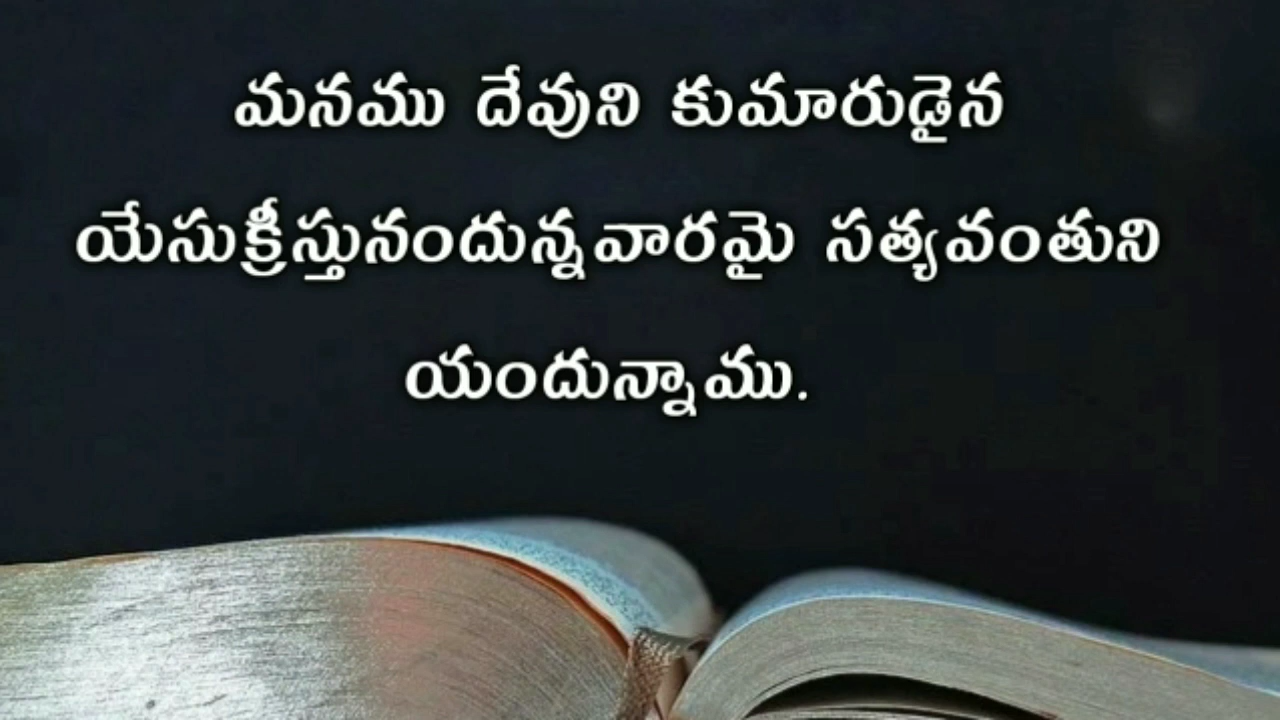 మనము దేవుని కుమారుడైన
యేసుక్రీస్తునందున్నవారమై సత్యవంతుని
యందున్నాము.